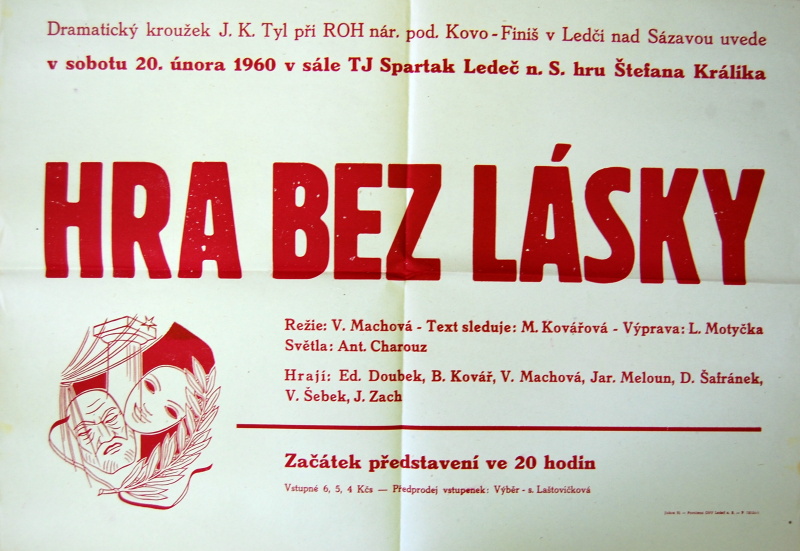 Dramatický kroužek J. K. Tyl při ROH nár. pod. Kovo-Finiš v Ledči nad Sázavou uvede
v sobotu 20. února 1960 v sále TJ Spartak Ledeč n. S. hru Štefana Králika
HRA BEZ LÁSKY
Režie: V. Machová - Text sleduje: M. Kovářová - Výprava: L. Motyčka
Světla: Ant. Charouz
Hrají: Ed. Doubek, B. Kovář, V. Machová, Jar. Meloun, D. Šafránek,
V. Šebek, J. Zach
Začátek představení ve 20 hodin
Vstupné 6, 5, 4 Kčs — Předprodej vstupenek: Výběr - s. Laštovičková